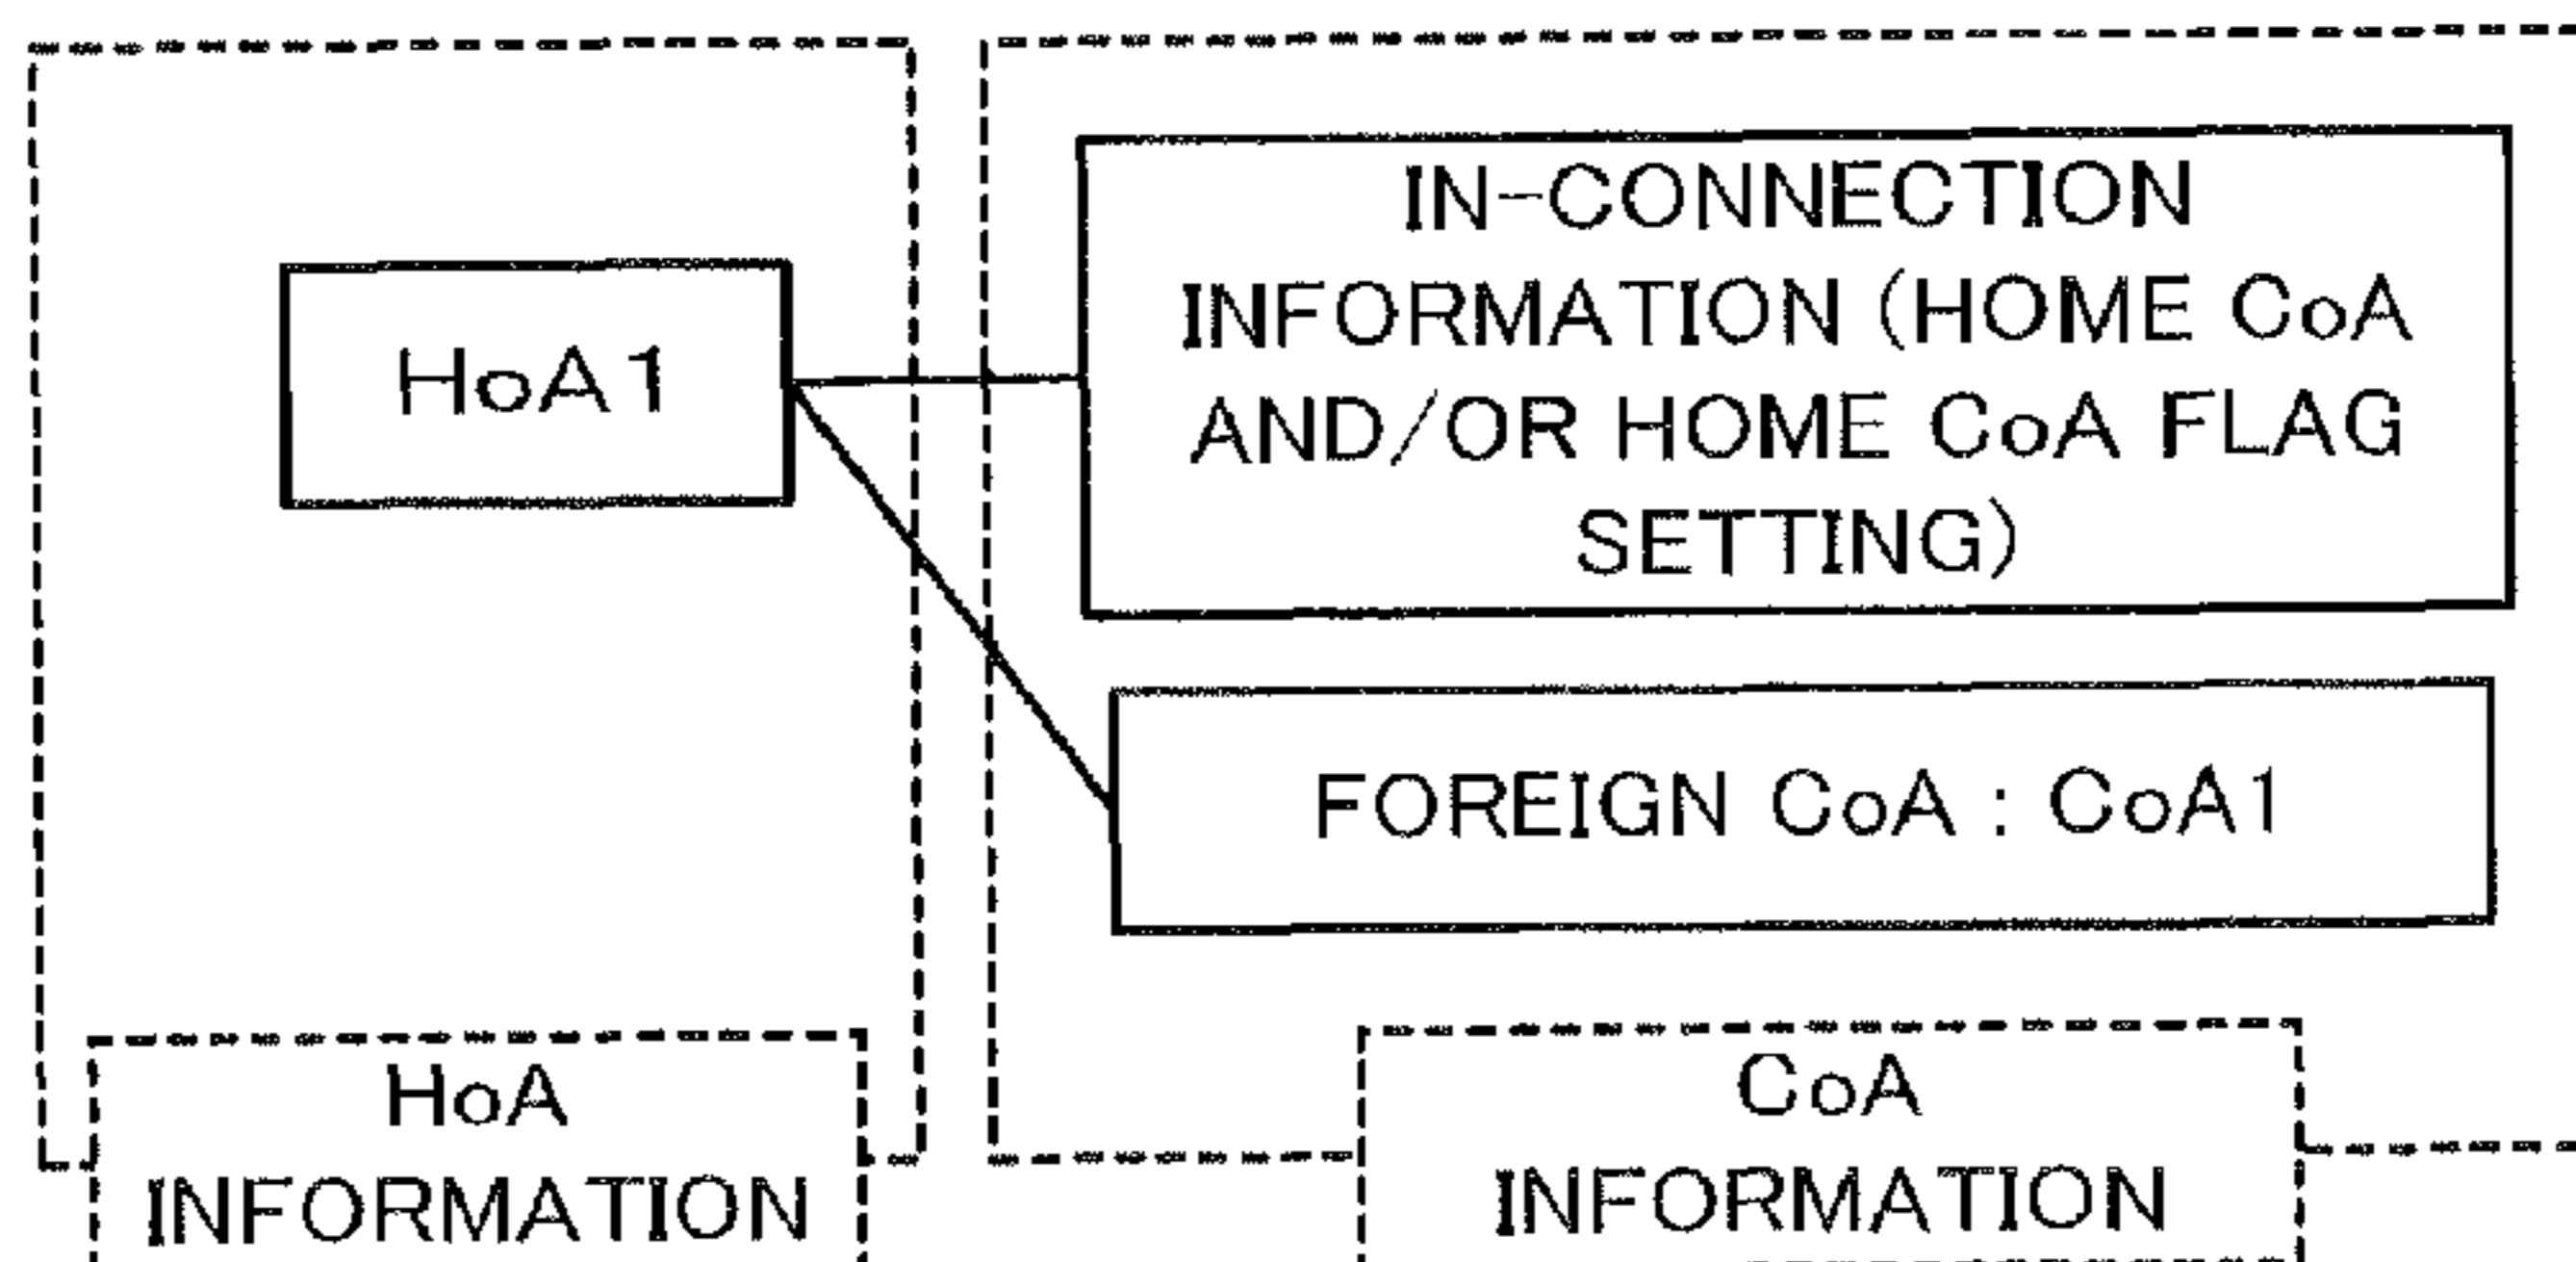 HoA1
IN-CONNECTION
INFORMATION (HOME CoA
AND/OR HOME CoA FLAG
SETTING)
FOREIGN CoA : CoA1
HoA
INFORMATION
CoA
INFORMATION